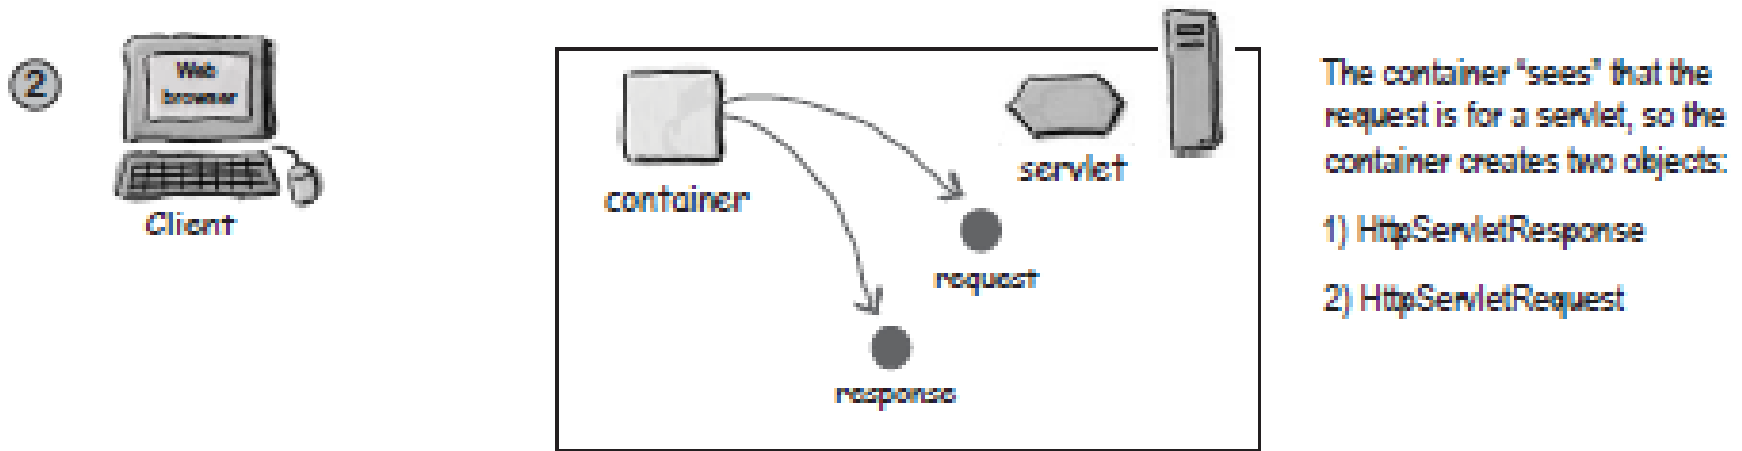 2
Web
browser
Client
container
servlet
request
response
The container "sees" that the
request is for a servlet, so the
container creates two objects:
1) HttpServletResponse
2) HttpServletRequest